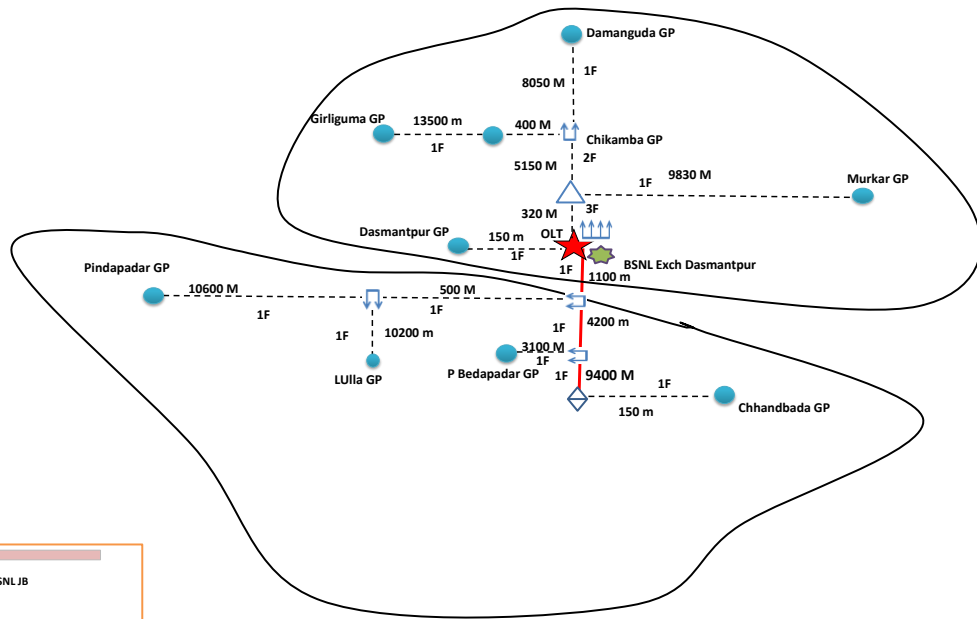 Damanguda GP
1F
8050 M
Girliguma GP
13500 m
400 M
1F
Chikamba GP
2F
5150 M
9830 M
1F
Murkar GP
320 M
3F
Dasmantpur GP
150 m
OLT
1F
1F
BSNL Exch Dasmantpur
1100 m
Pindapadar GP
10600 M
500 M
1F
1F
4200 m
1F
10200 m
1F
3100 M
1F
LUlla GP
P Bedapadar GP
1F
9400 M
1F
150 m
Chhandbada GP
SNL JB